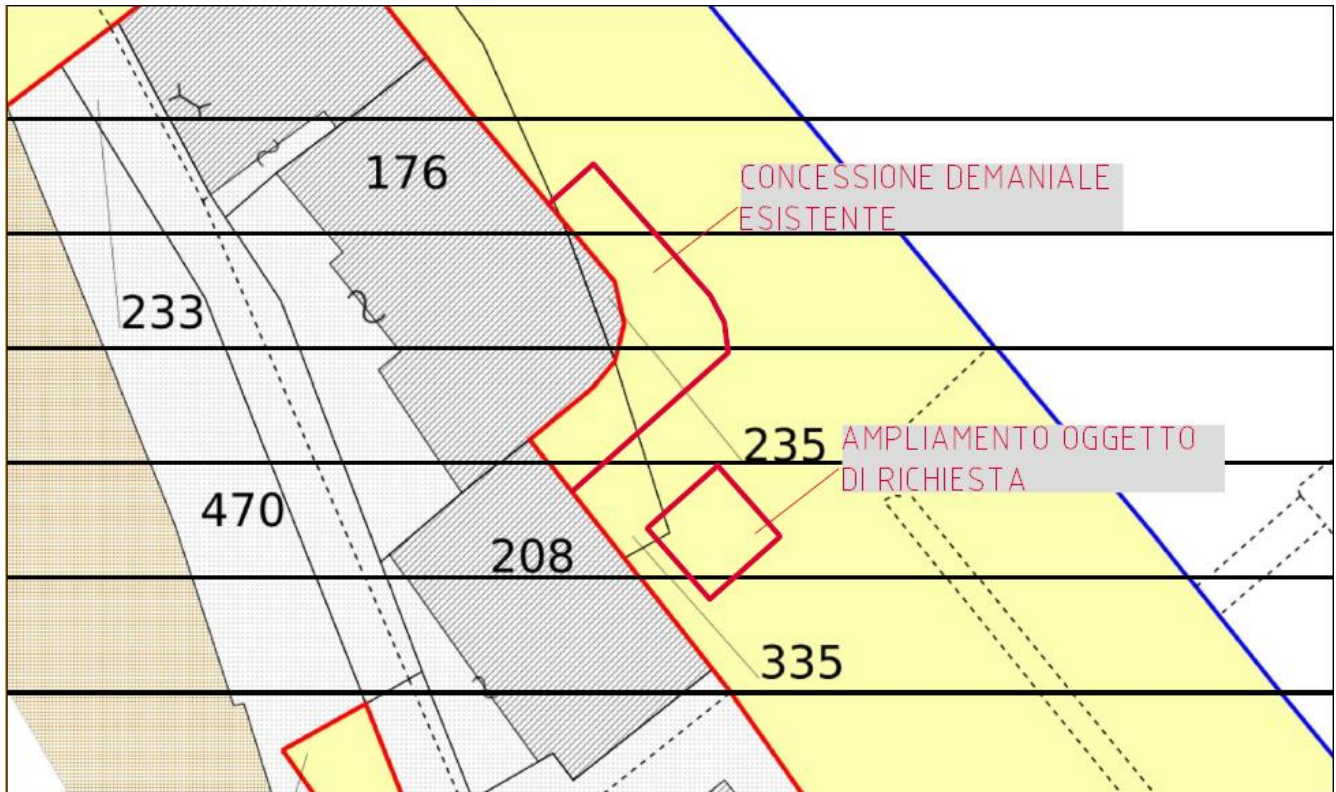 176
CONCESSIONE DEMANIALE
ESISTENTE
233
235
AMPLIAMENTO OGGETTO
DI RICHIESTA
470
208
335